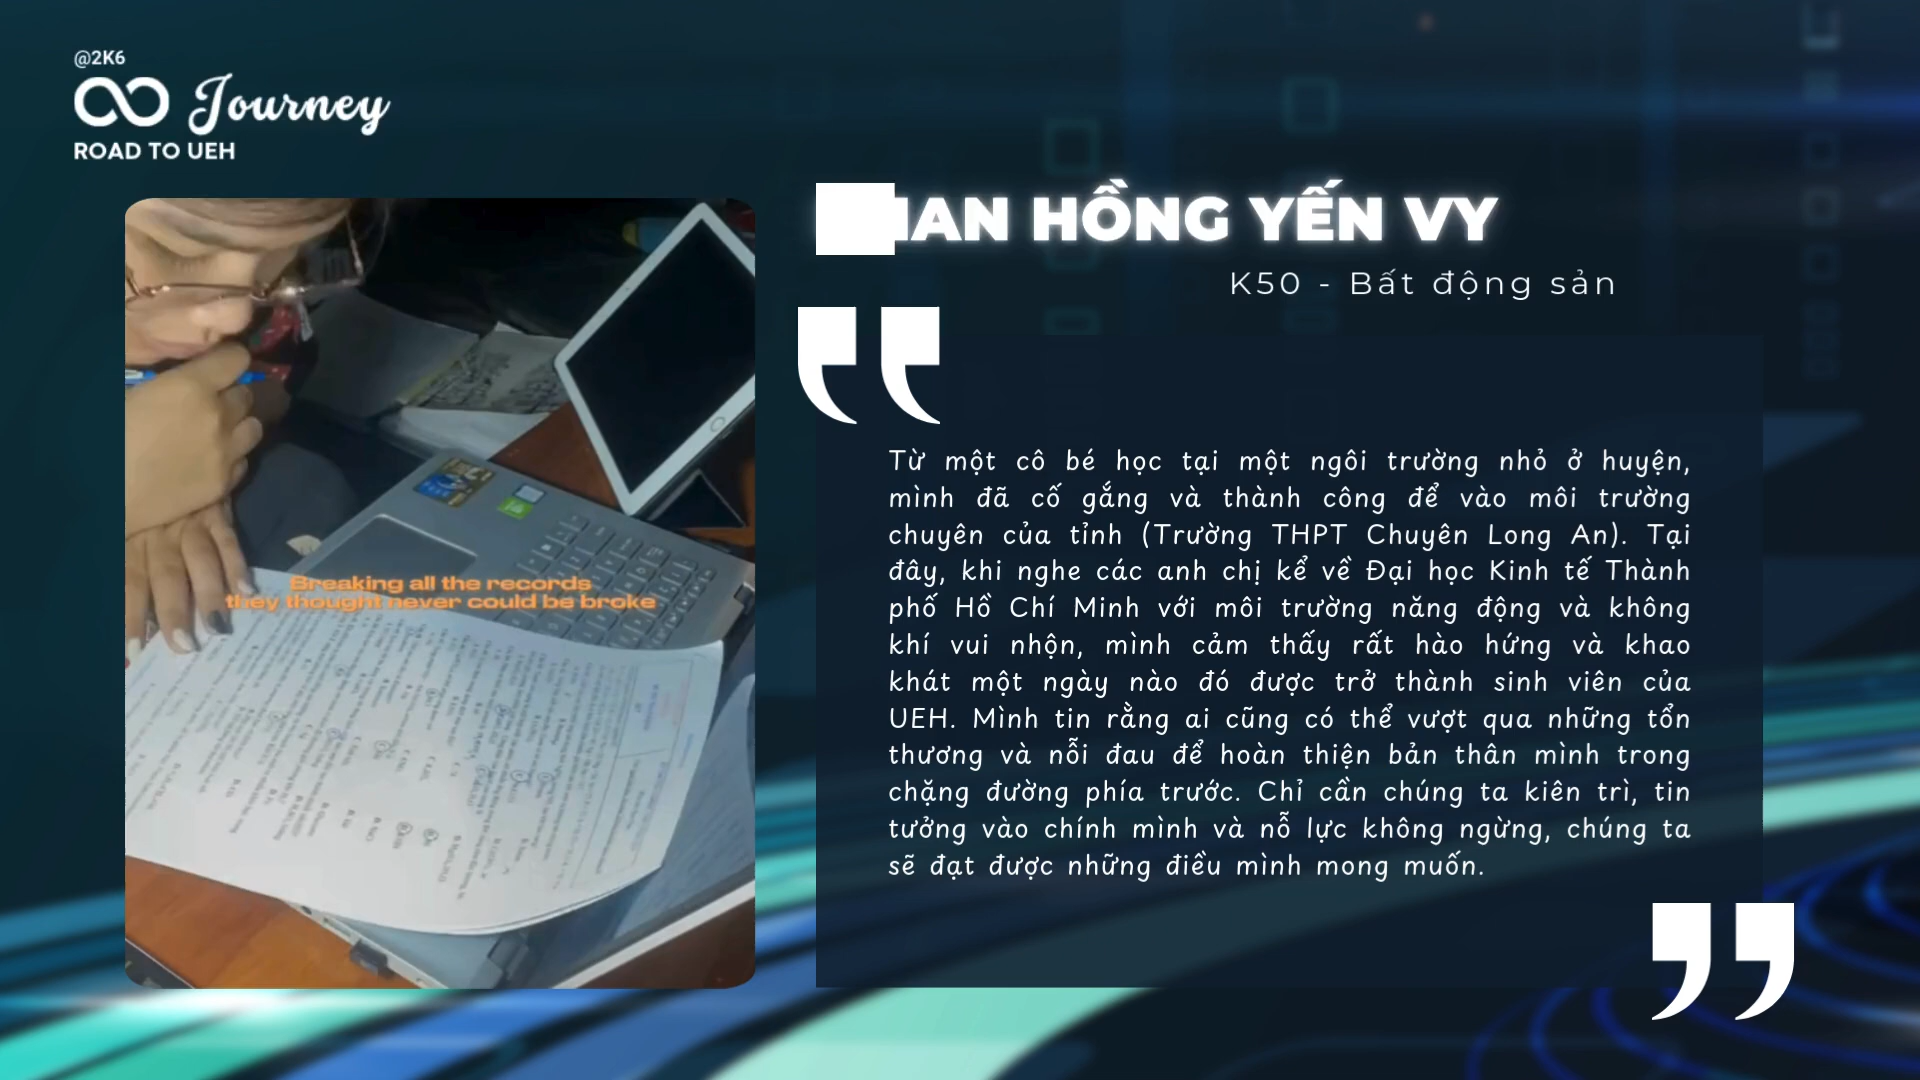 @2K6
Journey
ROAD TO UEH
HỒNG YẾN VY
K50 - Bất động sản
Từ một cô bé học tại một ngôi trường nhỏ ở huyện,
mình đã cố gắng và thành công để vào môi trường
chuyên của tỉnh (Trường THPT Chuyên Long An). Tại
đây, khi nghe các anh chị kể về Đại học Kinh tế Thành
phố Hồ Chí Minh với môi trường năng động và không
khí vui nhộn, mình cảm thấy rất hào hứng và khao
khát một ngày nào đó được trở thành sinh viên của
UEH. Mình tin rằng ai cũng có thể vượt qua những tổn
thương và nỗi đau để hoàn thiện bản thân mình trong
chặng đường phía trước. Chỉ cần chúng ta kiên trì, tin
tưởng vào chính mình và nỗ lực không ngừng, chúng ta
sẽ đạt được những điều mình mong muốn.
Breaking all the records
they thought never could be broke